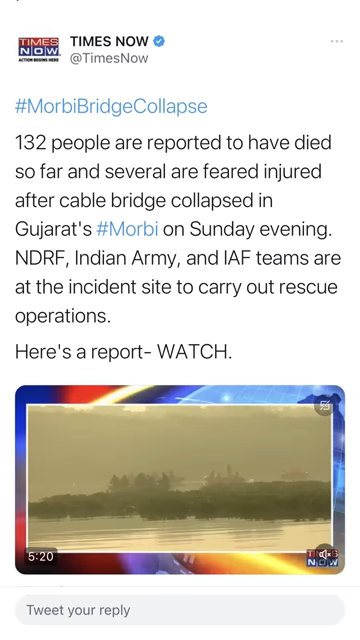 TIMES NOW
TIMES
NOW
ACTION BEGINS HERE
@TimesNow
#MorbiBridgeCollapse
132 people are reported to have died
so far and several are feared injured
after cable bridge collapsed in
Gujarat's #Morbi on Sunday evening.
NDRF, Indian Army, and IAF teams are
at the incident site to carry out rescue
operations.
Here's a report- WATCH.
5:20
TIMES
NOW
Tweet your reply